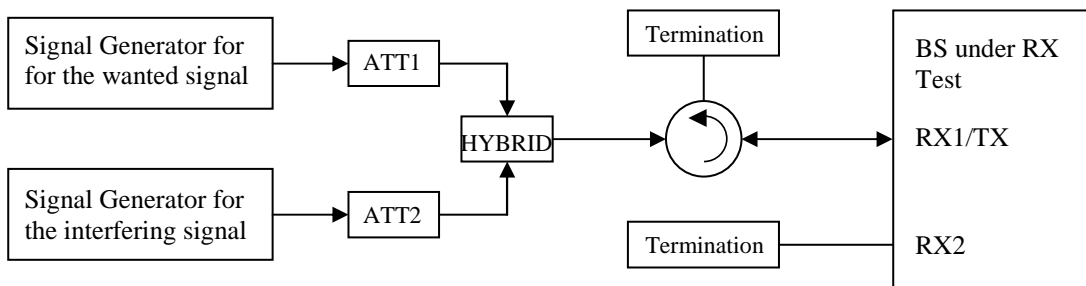 Signal Generator for
for the wanted signal
ATT1
HYBRID
Signal Generator for
the interfering signal
ATT2
Termination
Termination
BS under RX
Test
RX1/TX
RX2